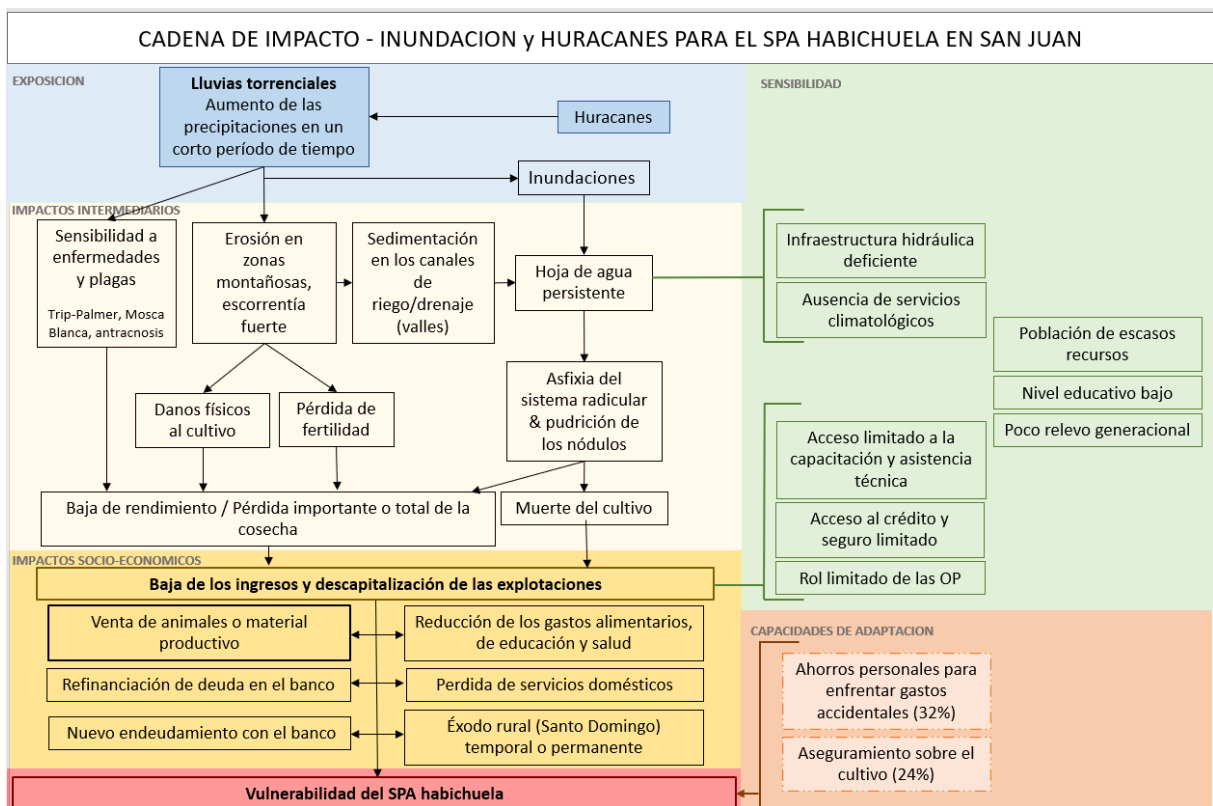 CADENA DE IMPACTO - INUNDACION y HURACANES PARA EL SPA HABICHUELA EN SAN JUAN
EXPOSICION
Lluvias torrenciales
Aumento de las
precipitaciones en un
corto período de tiempo
Huracanes
Inundaciones
IMPACTOS INTERMEDIARIOS
Sensibilidad a
enfermedades
y plagas
Trip-Palmer, Mosca
Blanca, antracnosis
Erosión en
zonas
montañosas,
escorrentía
fuerte
Sedimentación
en los canales
de
riego/drenaje
(valles)
Hoja de agua
persistente
Danos físicos
al cultivo
Pérdida de
fertilidad
Asfixia del
sistema radicular
& pudrición de
los nódulos
Baja de rendimiento / Pérdida importante o total de la
cosecha
Muerte del cultivo
IMPACTOS SOCIO-ECONOMICOS
Baja de los ingresos y descapitalización de las explotaciones
Venta de animales o material
productivo
Reducción de los gastos alimentarios,
de educación y salud
Refinanciación de deuda en el banco
Perdida de servicios domésticos
Nuevo endeudamiento con el banco
Éxodo rural (Santo Domingo)
temporal o permanente
Vulnerabilidad del SPA habichuela
SENSIBILIDAD
Infraestructura hidráulica
deficiente
Ausencia de servicios
climatológicos
Población de escasos
recursos
Nivel educativo bajo
Poco relevo generacional
Acceso limitado a la
capacitación y asistencia
técnica
Acceso al crédito y
seguro limitado
Rol limitado de las OP
CAPACIDADES DE ADAPTACION
Ahorros personales para
enfrentar gastos
accidentales (32%)
Aseguramiento sobre el
cultivo (24%)